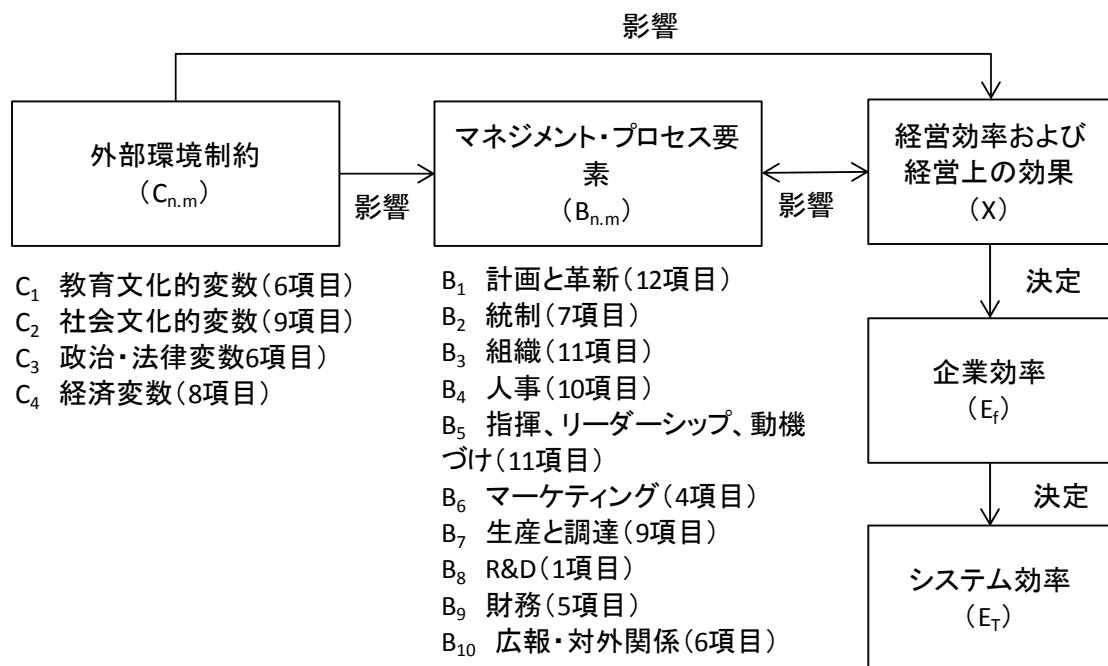 影響
外部環境制約
(Cn.m)
影響
マネジメント・プロセス要
素
(Bn.m)
影響
経営効率および
経営上の効果
(X)
C1 教育文化的変数(6項目)
C2 社会文化的変数(9項目)
C3 政治・法律変数6項目)
C4 経済変数(8項目)
B1 計画と革新(12項目)
B2 統制(7項目)
B3 組織(11項目)
B4 人事(10項目)
B5 指揮、リーダーシップ、動機
づけ(11項目)
B6 マーケティング(4項目)
B7 生産と調達(9項目)
B8 R&D(1項目)
B9 財務(5項目)
B10 広報・対外関係(6項目)
決定
企業効率
(Ef)
決定
システム効率
(ET)